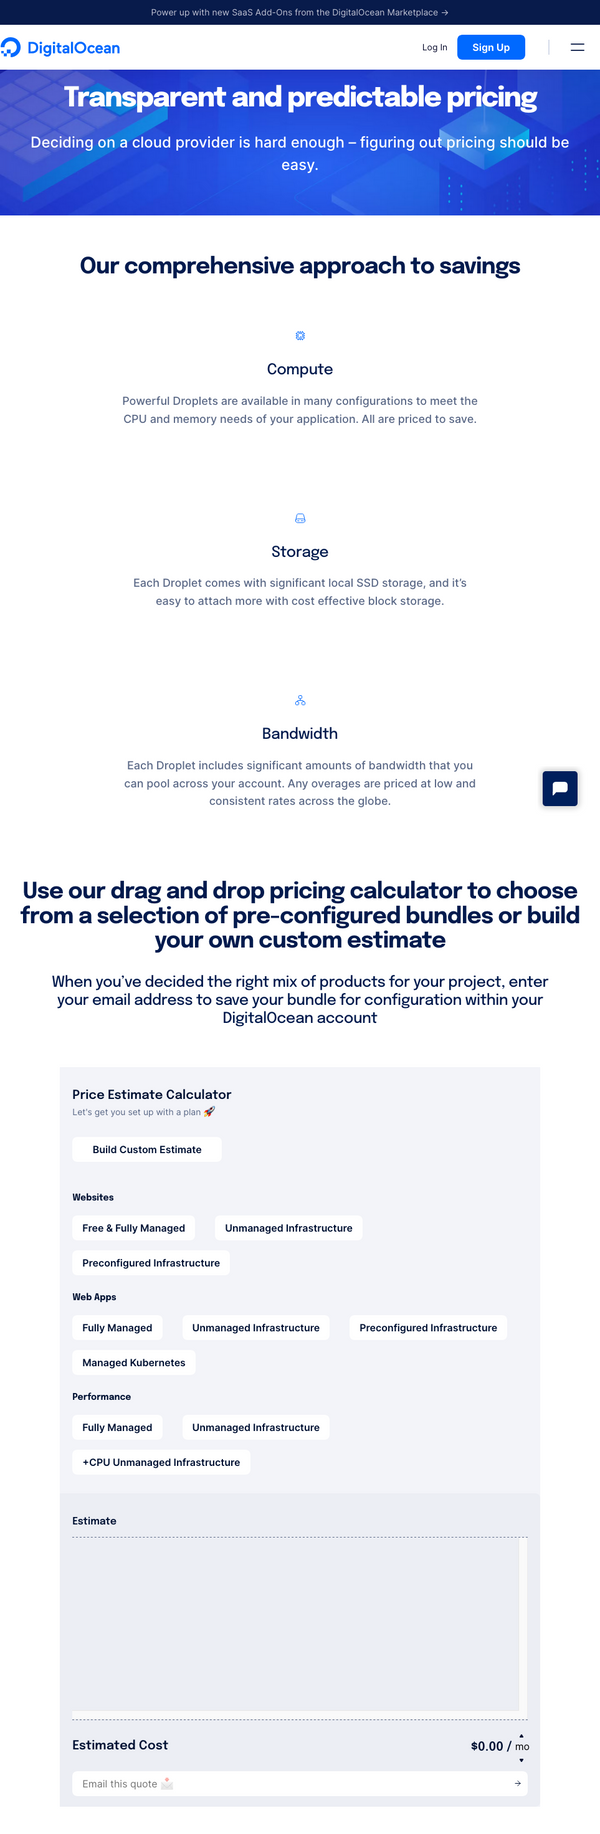 Power up with new SaaS Add-Ons from the DigitalOcean Marketplace →
DigitalOcean
Log In
Sign Up
Transparent and predictable pricing
Deciding on a cloud provider is hard enough – figuring out pricing should be
easy.
Our comprehensive approach to savings
Compute
Powerful Droplets are available in many configurations to meet the
CPU and memory needs of your application. All are priced to save.
Storage
Each Droplet comes with significant local SSD storage, and it’s
easy to attach more with cost effective block storage.
Bandwidth
Each Droplet includes significant amounts of bandwidth that you
can pool across your account. Any overages are priced at low and
consistent rates across the globe.
Use our drag and drop pricing calculator to choose
from a selection of pre-configured bundles or build
your own custom estimate
When you’ve decided the right mix of products for your project, enter
your email address to save your bundle for configuration within your
DigitalOcean account
Price Estimate Calculator
Let's get you set up with a plan 🚀
Build Custom Estimate
Websites
Free & Fully Managed
Unmanaged Infrastructure
Preconfigured Infrastructure
Web Apps
Fully Managed
Unmanaged Infrastructure
Preconfigured Infrastructure
Managed Kubernetes
Performance
Fully Managed
Unmanaged Infrastructure
+CPU Unmanaged Infrastructure
Estimate
Estimated Cost
$0.00 / mo
Email this quote 📩 →